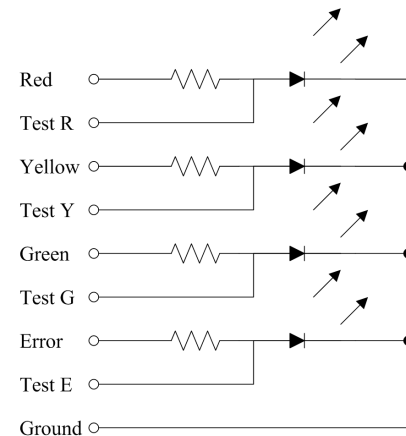 Red
Test R
Yellow
Test Y
Green
Test G
Error
Test E
Ground